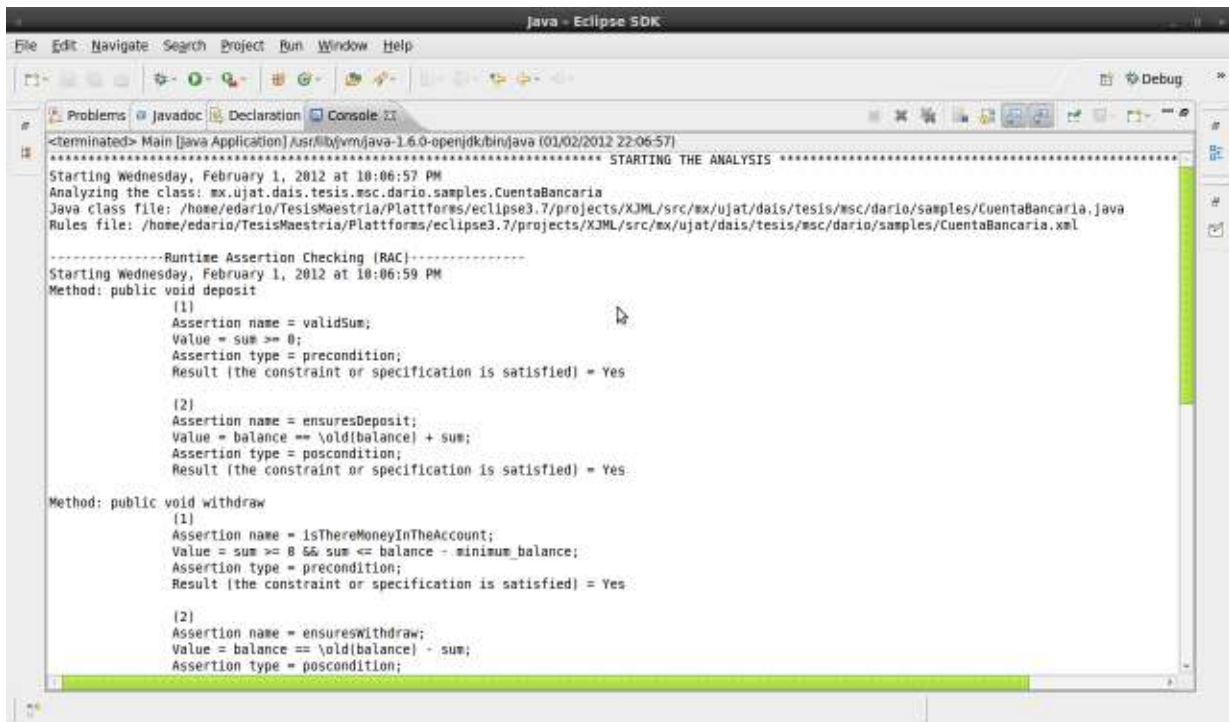 Java - Eclipse SDK
File Edit Navigate Search Project Run Window Help
Debug
Problems Javadoc Declaration Console
<terminated> Main [Java Application] /usr/lib/jvm/java-1.6.0-openjdk/bin/java (01/02/2012 22:06:57)
************************************************************************** STARTING THE ANALYSIS *****************************************************
Starting Wednesday, February 1, 2012 at 10:06:57 PM
Analyzing the class: mx.ujat.dais.tesis.msc.dario.samples.CuentaBancaria
Java class file: /home/edario/TesisMaestria/Plattforms/eclipse3.7/projects/XJML/src/mx/ujat/dais/tesis/msc/dario/samples/CuentaBancaria.java
Rules file: /home/edario/TesisMaestria/Plattforms/eclipse3.7/projects/XJML/src/mx/ujat/dais/tesis/msc/dario/samples/CuentaBancaria.xml
---------------Runtime Assertion Checking (RAC)---------------
Starting Wednesday, February 1, 2012 at 10:06:59 PM
Method: public void deposit
(1)
Assertion name = validSum;
Value = sum >= 0;
Assertion type = precondition;
Result (the constraint or specification is satisfied) = Yes
(2)
Assertion name = ensuresDeposit;
Value = balance == \old(balance) + sum;
Assertion type = poscondition;
Result (the constraint or specification is satisfied) = Yes
Method: public void withdraw
(1)
Assertion name = isThereMoneyInTheAccount;
Value = sum >= 0 && sum <= balance - minimum_balance;
Assertion type = precondition;
Result (the constraint or specification is satisfied) = Yes
(2)
Assertion name = ensuresWithdraw;
Value = balance == \old(balance) - sum;
Assertion type = poscondition;